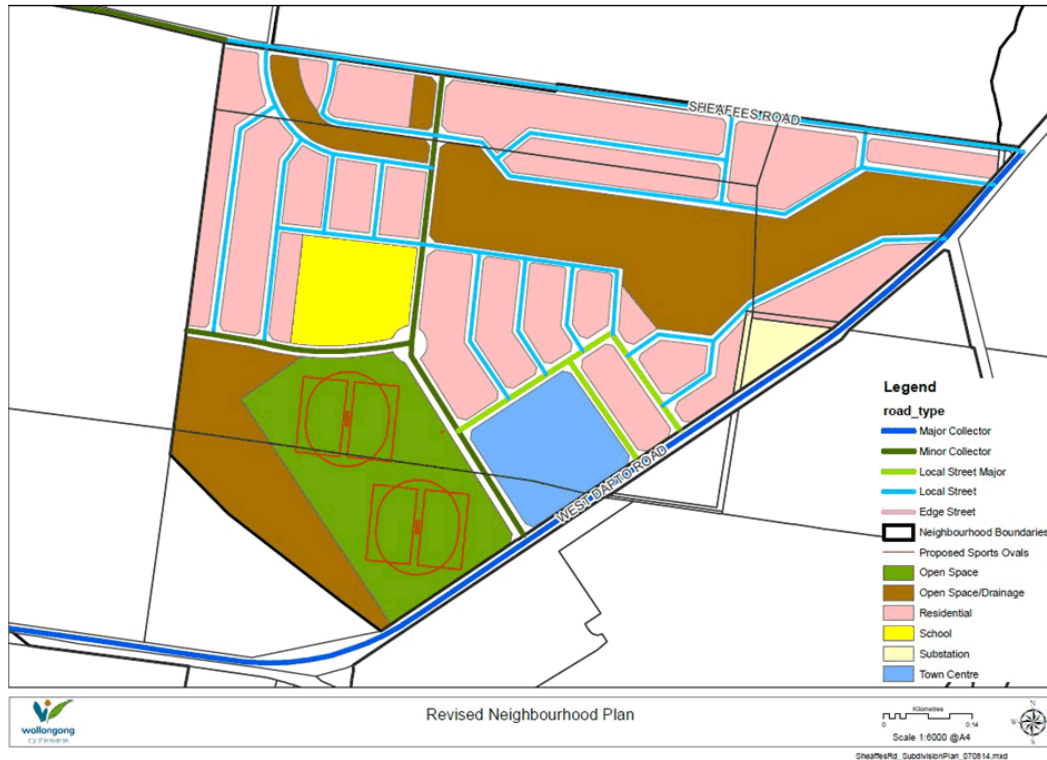 SHEAFEES ROAD
WEST DAPTO ROAD
Legend
road_type
Major Collector
Minor Collector
Local Street Major
Local Street
Edge Street
Neighbourhood Boundaries
Proposed Sports Ovals
Open Space
Open Space/Drainage
Residential
School
Substation
Town Centre
wollongong
Revised Neighbourhood Plan
Kilometres
0 0.14
Scale 1:6000 @A4
N
W
S
SheaffesRd_SubdivisionPlan_070814.mxd